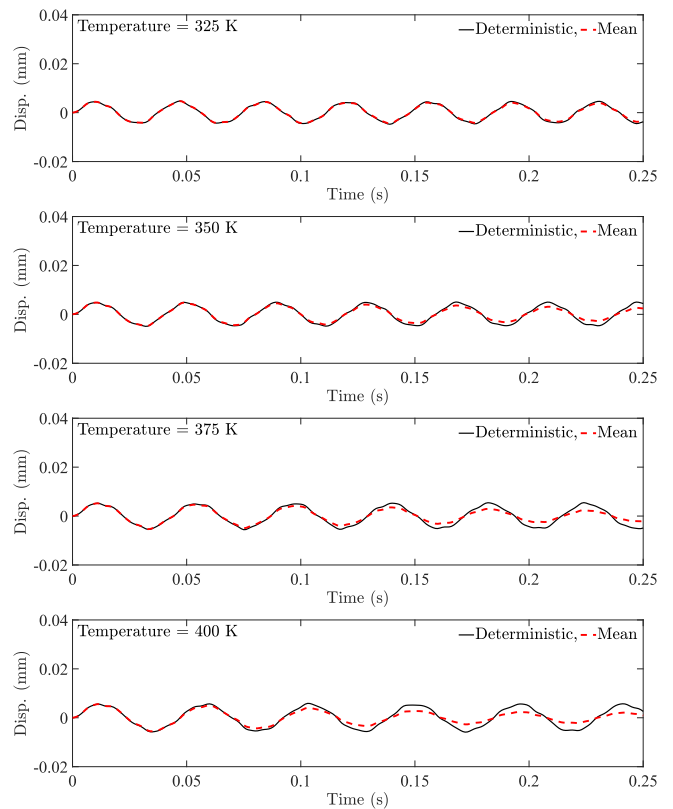 0.04
Temperature = 325 K
Deterministic, Mean
0.02
0
-0.02
Disp. (mm)
0 0.05 0.1 0.15 0.2 0.25
Time (s)
0.04
Temperature = 350 K
Deterministic, Mean
0.02
0
-0.02
Disp. (mm)
0 0.05 0.1 0.15 0.2 0.25
Time (s)
0.04
Temperature = 375 K
Deterministic, Mean
0.02
0
-0.02
Disp. (mm)
0 0.05 0.1 0.15 0.2 0.25
Time (s)
0.04
Temperature = 400 K
Deterministic, Mean
0.02
0
-0.02
Disp. (mm)
0 0.05 0.1 0.15 0.2 0.25
Time (s)